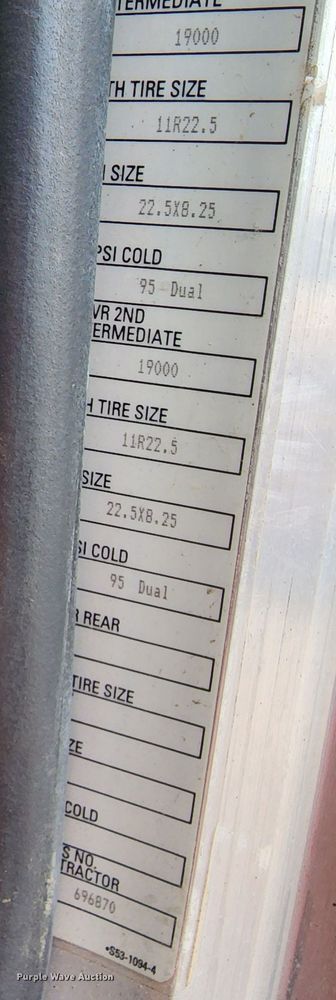 TERMEDIATE
19000
TH TIRE SIZE
11R22.5
SIZE
22.5X8.25
PSI COLD
95 Dual
VR 2ND
ERMEDIATE
19000
H TIRE SIZE
11R22.5
SIZE
22.5X8.25
SI COLD
95 Dual
R REAR
TIRE SIZE
ZE
COLD
S NO.
TRACTOR
696870
•S53-1094-4
Purple Wave Auction